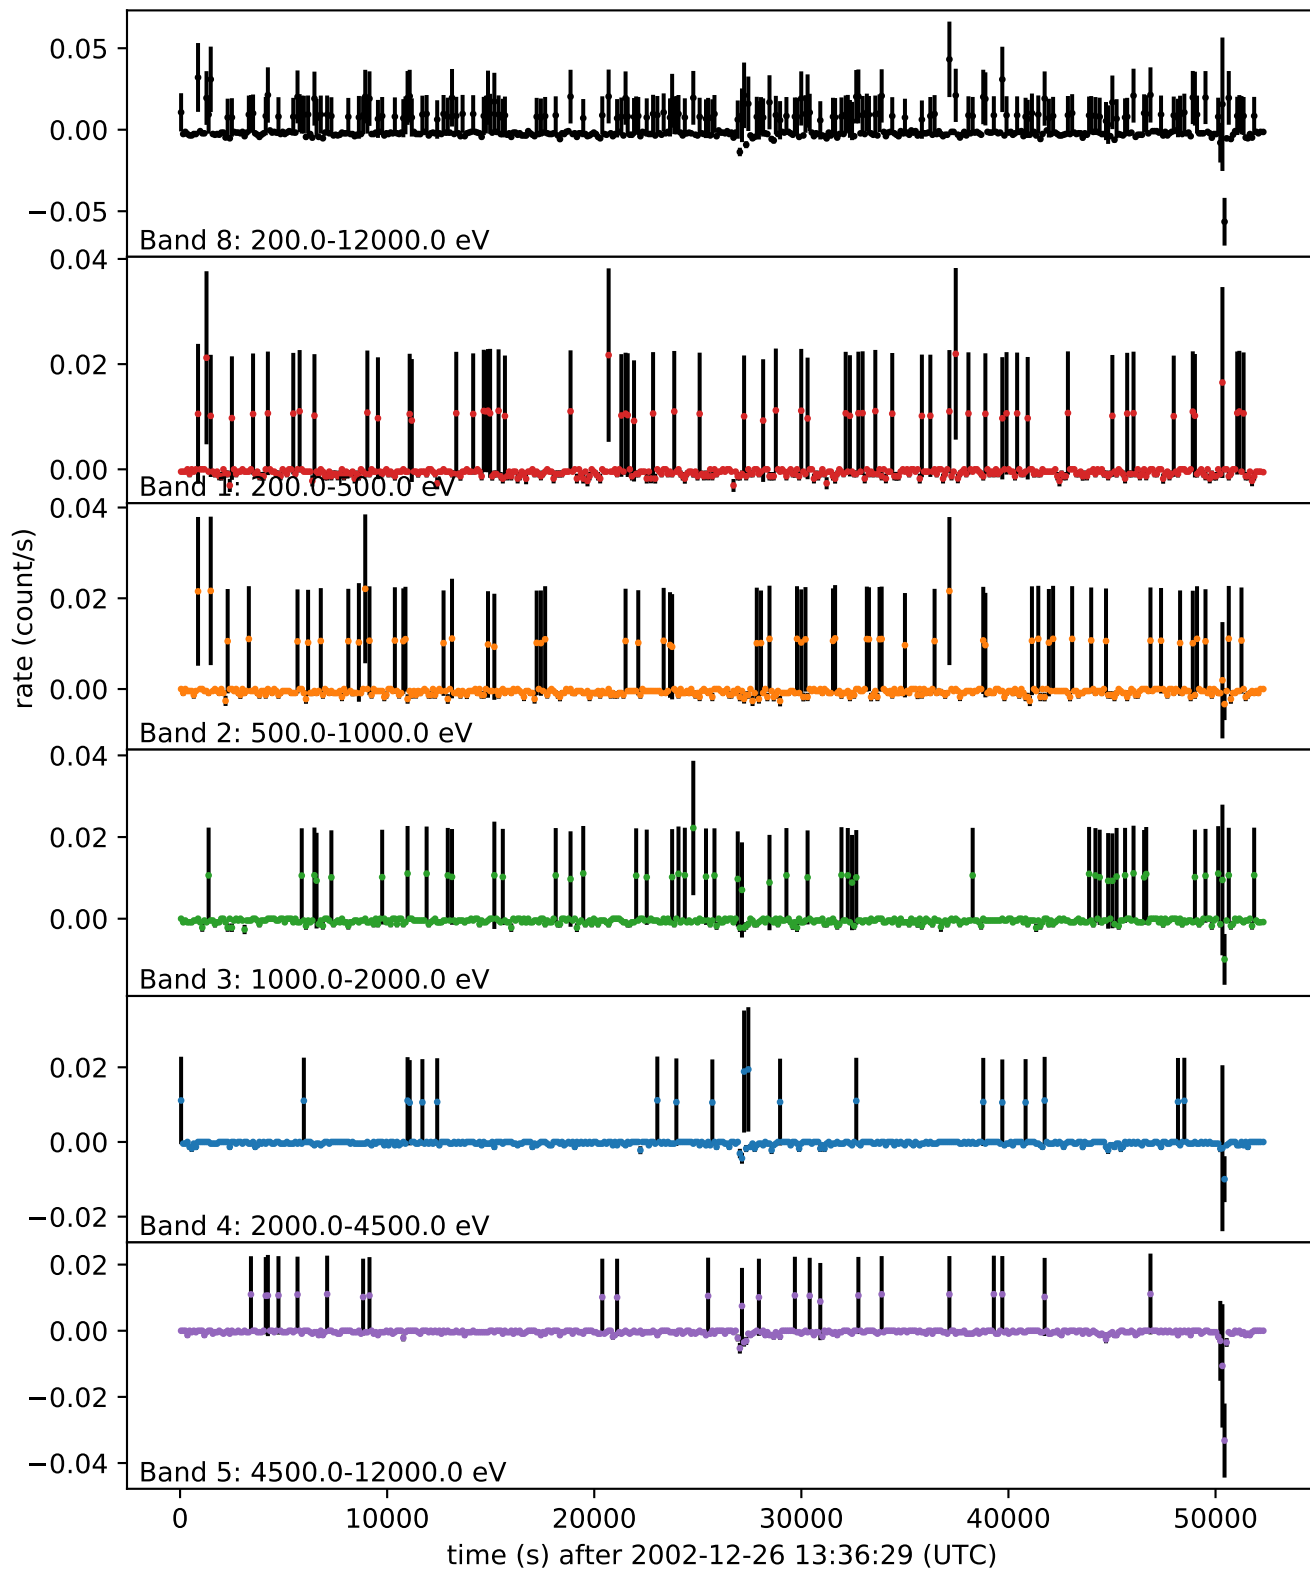 0.05
0.00
−0.05
Band 8: 200.0-12000.0 eV
0.04
0.02
0.00
Band 1: 200.0-500.0 eV
0.04
0.02
0.00
Band 2: 500.0-1000.0 eV
rate (count/s)
0.04
0.02
0.00
Band 3: 1000.0-2000.0 eV
0.02
0.00
−0.02
Band 4: 2000.0-4500.0 eV
0.02
0.00
−0.02
−0.04
Band 5: 4500.0-12000.0 eV
0 10000 20000 30000 40000 50000
time (s) after 2002-12-26 13:36:29 (UTC)